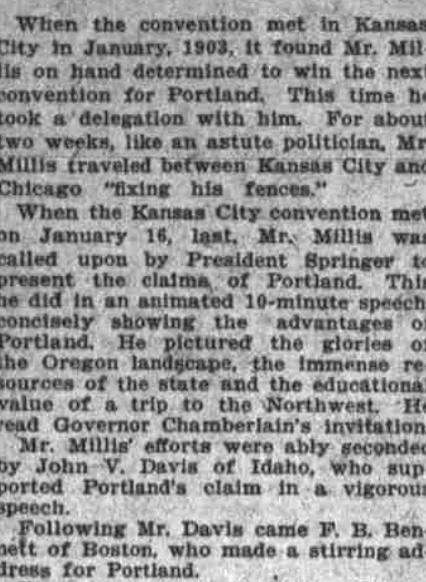 When the convention met in Kansas
City in January, 1903, it found Mr. Mil-
lis on hand determined to win the next
convention for Portland. This time he
took a delegation with him. For about
two weeks, like an astute politician, Mr.
Millis traveled between Kansas City and
Chicago "fixing his fences."
When the Kansas City convention met
on January 16, last, Mr. Millis was
called upon by President Springer to
present the claims of Portland. This
he did in an animated 10-minute speech,
concisely showing the advantages of
Portland. He pictured the glories of
the Oregon landscape, the immense re-
sources of the state and the educational
value of a trip to the Northwest. He
read Governor Chamberlain's invitation.
Mr. Millis' efforts were ably seconded
by John V. Davis of Idaho, who sup-
ported Portland's claim in a vigorous
speech.
Following Mr. Davis came F. B. Ben-
nett of Boston, who made a stirring ad-
dress for Portland.